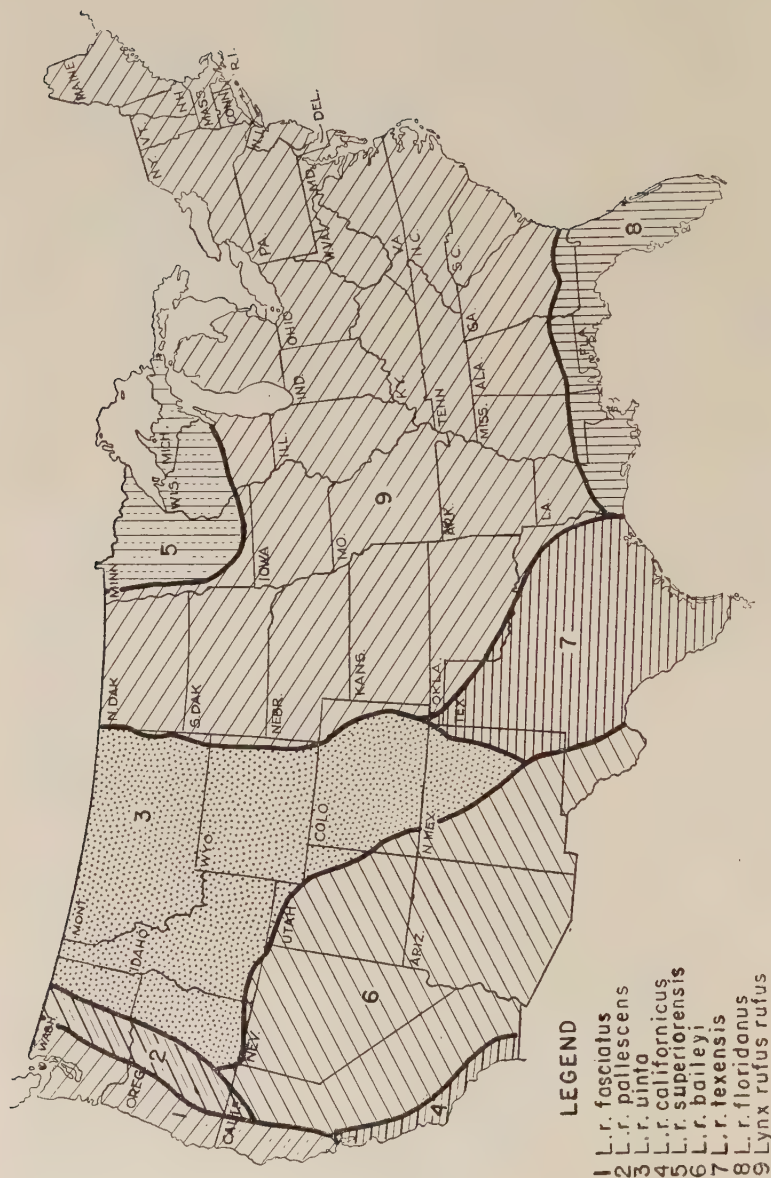 WASH.
MONT.
N. DAK
MINN
OREG
IDAHO
S. DAK
WIS.
MICH
MAINE
VT.
N.H.
N.Y.
MASS
CONN.
R.I.
WYO.
NEBR.
IOWA
PA.
N.J.
CALIF
NEV.
UTAH
COLO.
KANS.
MO.
ILL.
IND.
OHIO
W.VA.
MD.
DEL.
VA
KY.
ARIZ.
N. MEX.
OKLA.
TEX
ARK.
TENN
N.C.
S.C.
LA.
MISS.
ALA.
GA
FLA.
1
2
3
4
5
6
7
8
9
LEGEND
1 L. r. fasciatus
2 L. r. pallescens
3 L. r. uinta
4 L. r. californicus
5 L. r. superiorensis
6 L. r. baileyi
7 L. r. texensis
8 L. r. floridanus
9 Lynx rufus rufus